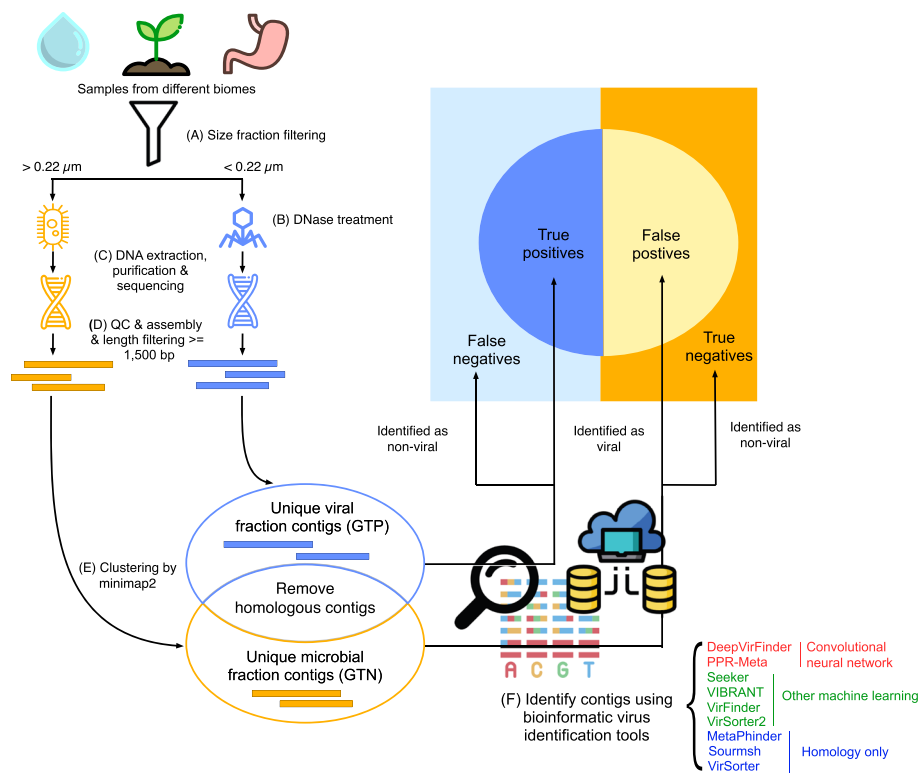 Samples from different biomes
(A) Size fraction filtering
> 0.22 µm
< 0.22 µm
(B) DNase treatment
(C) DNA extraction,
purification &
sequencing
(D) QC & assembly
& length filtering >=
1,500 bp
True
positives
False
postives
False
negatives
True
negatives
Identified as
non-viral
Identified as
viral
Identified as
non-viral
Unique viral
fraction contigs (GTP)
(E) Clustering by
minimap2
Remove
homologous contigs
Unique microbial
fraction contigs (GTN)
A C G T
(F) Identify contigs using
bioinformatic virus
identification tools
DeepVirFinder
PPR-Meta
Convolutional
neural network
Seeker
VIBRANT
VirFinder
VirSorter2
Other machine learning
MetaPhinder
Sourmsh
VirSorter
Homology only